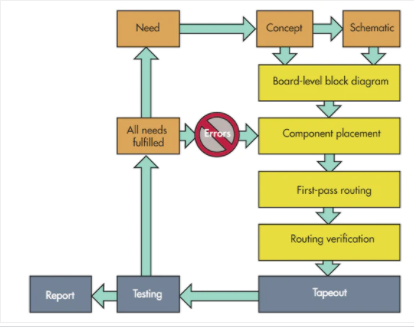 Need
Concept
Schematic
Board-level block diagram
All needs
fulfilled
Errors
Component placement
First-pass routing
Routing verification
Report
Testing
Tapeout